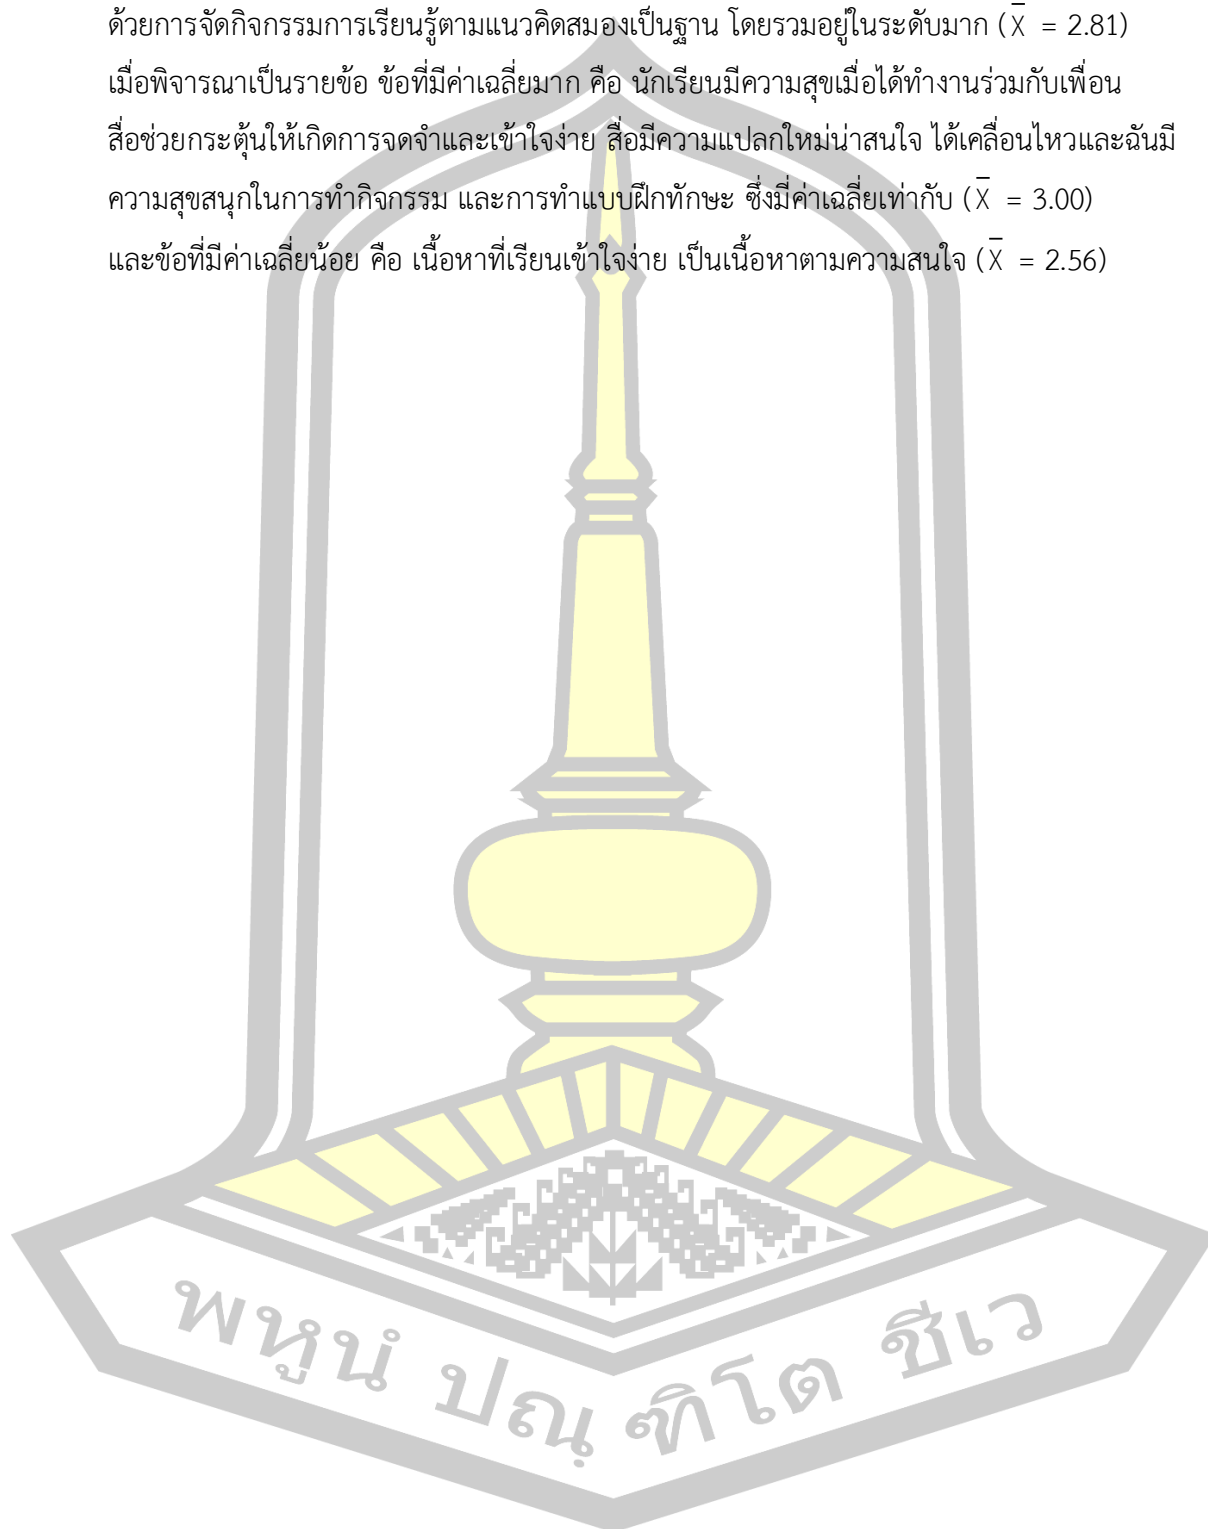 ด้วยการจัดกิจกรรมการเรียนรู้ตามแนวคิดสมองเป็นฐาน โดยรวมอยู่ในระดับมาก (X̄ = 2.81)
เมื่อพิจารณาเป็นรายข้อ ข้อที่มีค่าเฉลี่ยมาก คือ นักเรียนมีความสุขเมื่อได้ทำงานร่วมกับเพื่อน
สื่อช่วยกระตุ้นให้เกิดการจดจำและเข้าใจง่าย สื่อมีความแปลกใหม่น่าสนใจ ได้เคลื่อนไหวและฉันมี
ความสุขสนุกในการทำกิจกรรม และการทำแบบฝึกทักษะ ซึ่งมีค่าเฉลี่ยเท่ากับ (X̄ = 3.00)
และข้อที่มีค่าเฉลี่ยน้อย คือ เนื้อหาที่เรียนเข้าใจง่าย เป็นเนื้อหาตามความสนใจ (X̄ = 2.56)
พหูนํ ปณฺฑิโต ชีเว